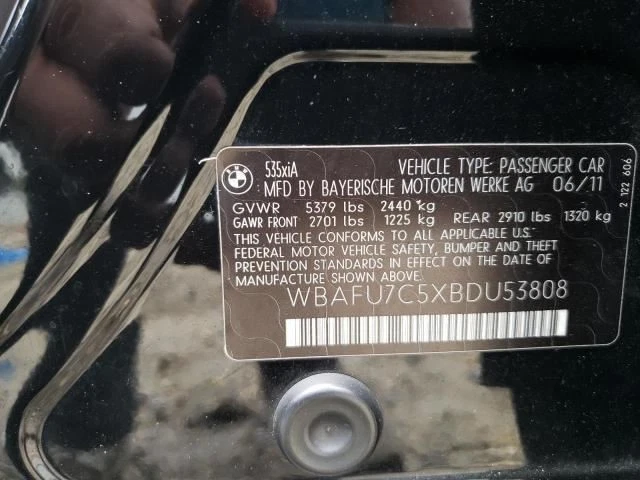 535xiA VEHICLE TYPE: PASSENGER CAR
MFD BY BAYERISCHE MOTOREN WERKE AG 06/11
GVWR 5379 lbs 2440 kg
GAWR FRONT 2701 lbs 1225 kg REAR 2910 lbs 1320 kg
THIS VEHICLE CONFORMS TO ALL APPLICABLE U.S.
FEDERAL MOTOR VEHICLE SAFETY, BUMPER AND THEFT
PREVENTION STANDARDS IN EFFECT ON THE DATE OF
MANUFACTURE SHOWN ABOVE.
WBAFU7C5XBDU53808
2 122 606